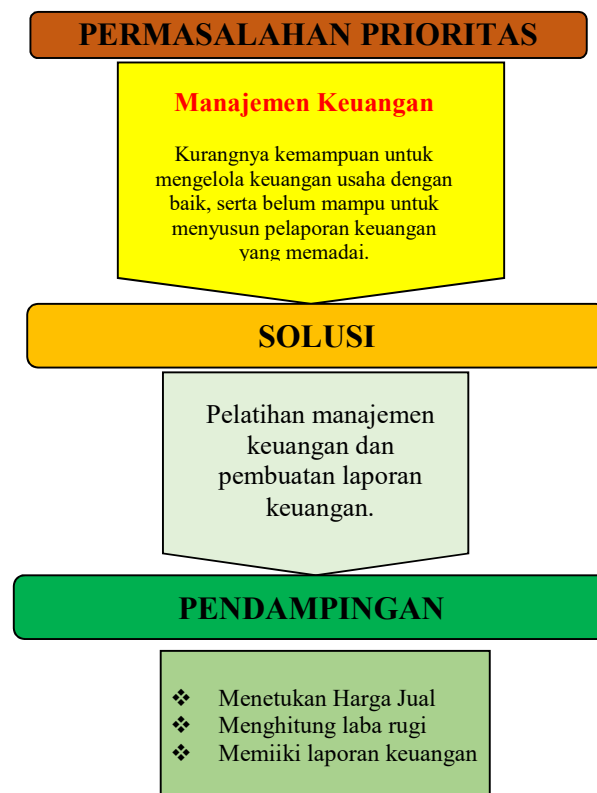 PERMASALAHAN PRIORITAS
Manajemen Keuangan
Kurangnya kemampuan untuk
mengelola keuangan usaha dengan
baik, serta belum mampu untuk
menyusun pelaporan keuangan
yang memadai.
SOLUSI
Pelatihan manajemen
keuangan dan
pembuatan laporan
keuangan.
PENDAMPINGAN
❖ Menetukan Harga Jual
❖ Menghitung laba rugi
❖ Memiiki laporan keuangan